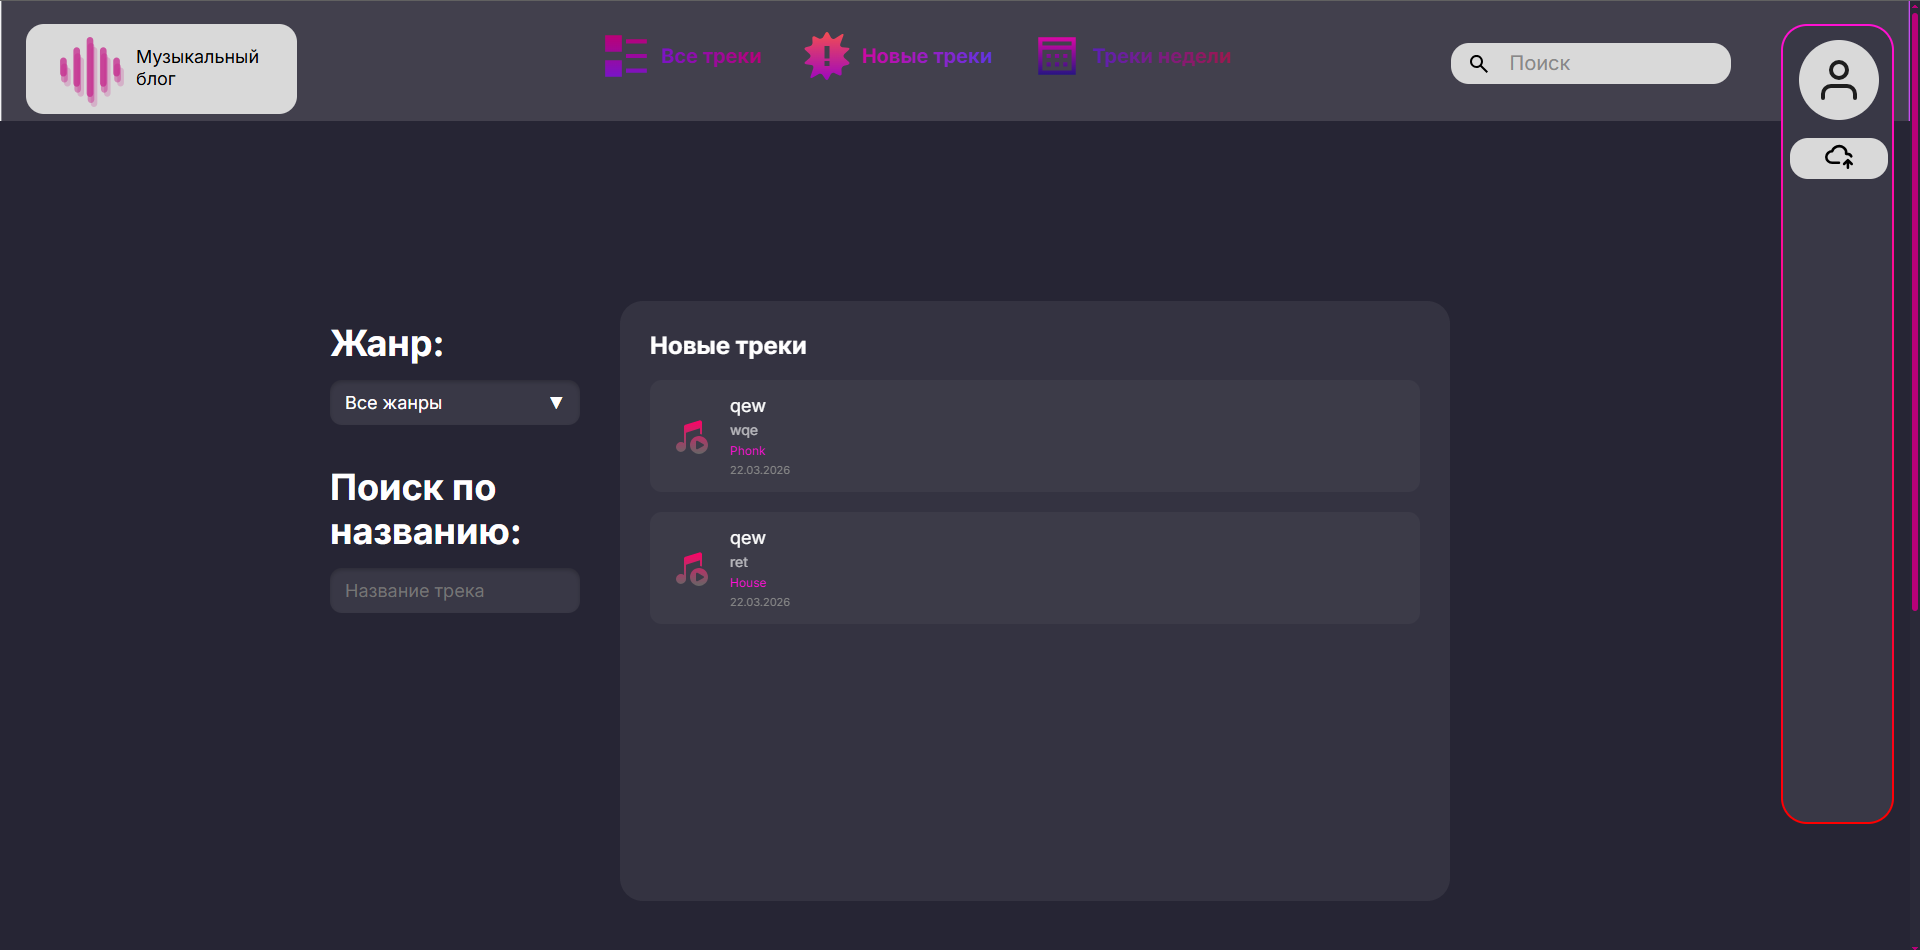 Музыкальный
блог
Все треки
Новые треки
Треки недели
Поиск
Жанр:
Все жанры
Поиск по
названию:
Название трека
Новые треки
qew
wqe
Phonk
22.03.2026
qew
ret
House
22.03.2026